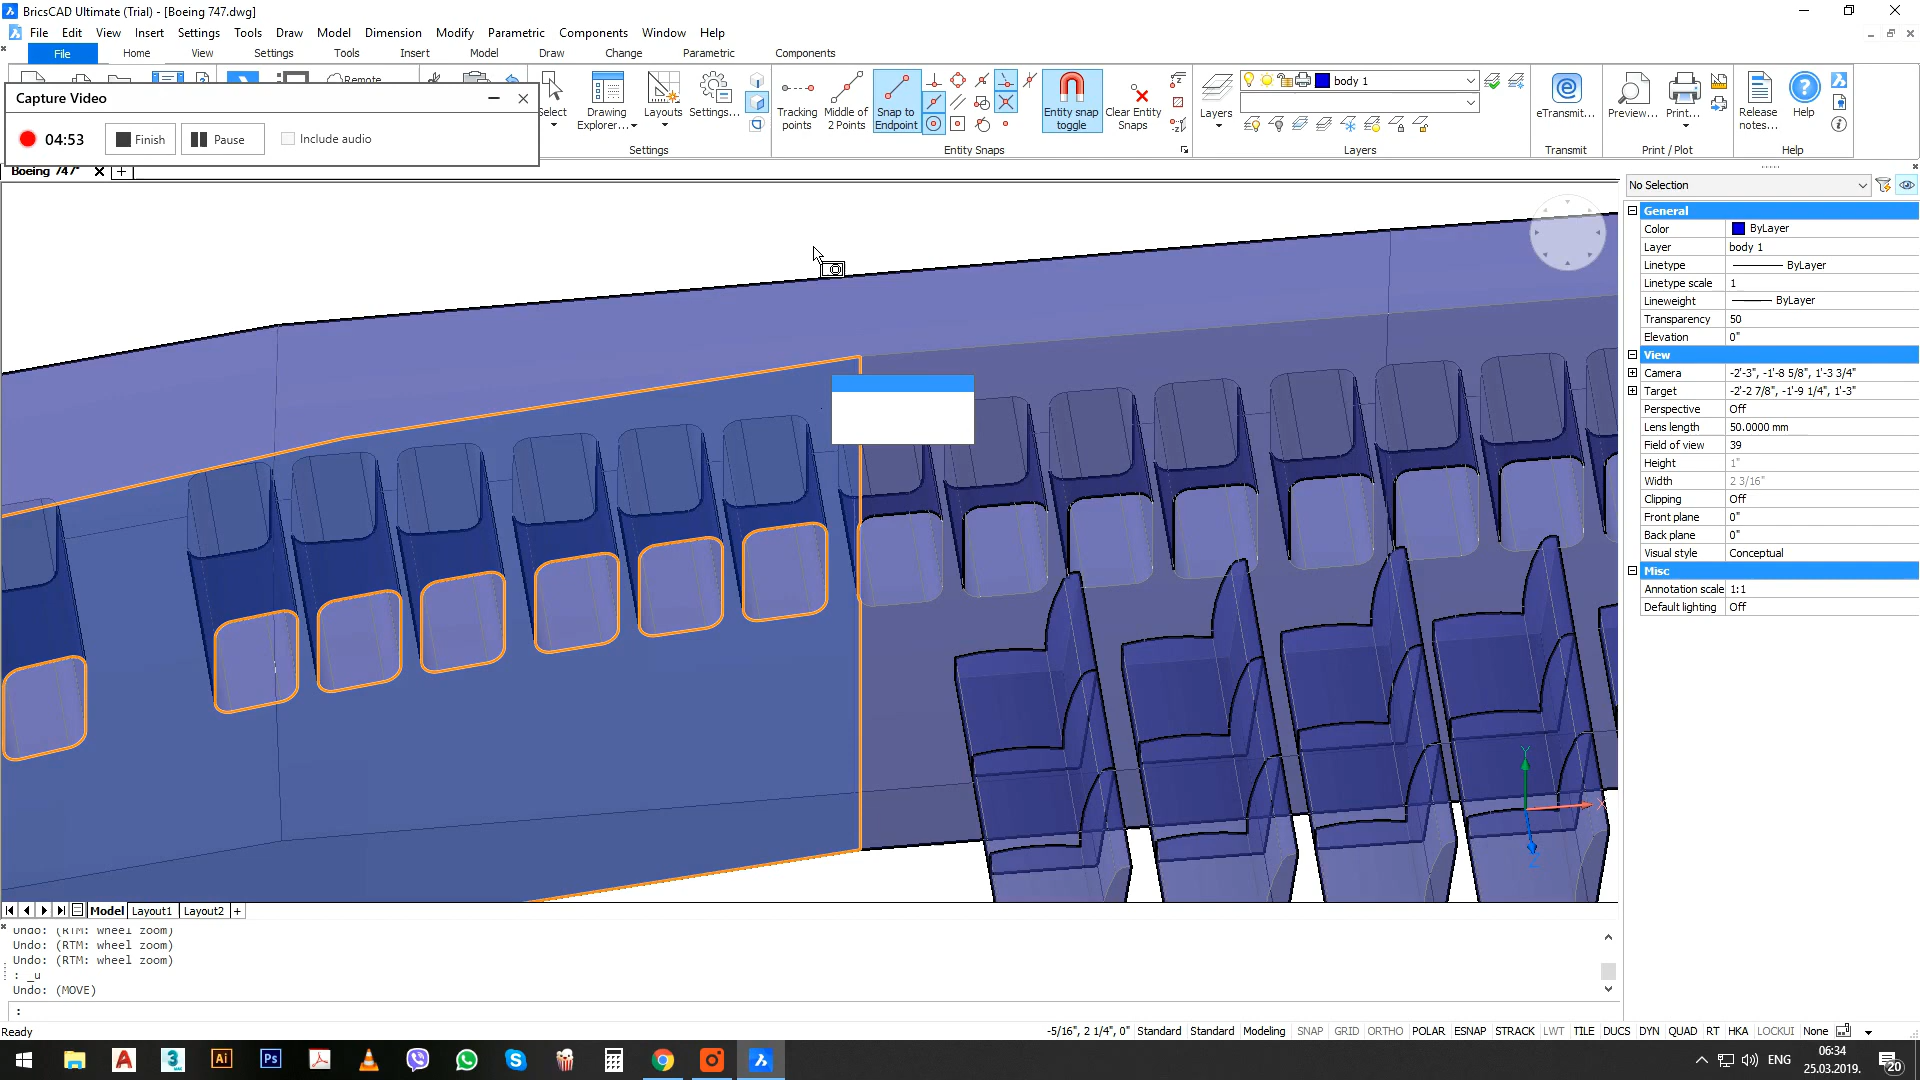 BricsCAD Ultimate (Trial) - [Boeing 747.dwg]
File Edit View Insert Settings Tools Draw Model Dimension Modify Parametric Components Window Help
File Home View Settings Tools Insert Model Draw Change Parametric Components
Remote
Capture Video
04:53 Finish Pause Include audio
Select
Drawing Explorer...
Layouts
Settings...
Settings
Tracking points
Middle of 2 Points
Snap to Endpoint
Entity snap toggle
Clear Entity Snaps
Entity Snaps
Layers
body 1
Layers
eTransmit...
Transmit
Preview...
Print...
Print / Plot
Release notes...
Help
Help
Boeing 747*
No Selection
General
Color ByLayer
Layer body 1
Linetype ByLayer
Linetype scale 1
Lineweight ByLayer
Transparency 50
Elevation 0"
View
Camera -2'-3", -1'-8 5/8", 1'-3 3/4"
Target -2'-2 7/8", -1'-9 1/4", 1'-3"
Perspective Off
Lens length 50.0000 mm
Field of view 39
Height 1"
Width 2 3/16"
Clipping Off
Front plane 0"
Back plane 0"
Visual style Conceptual
Misc
Annotation scale 1:1
Default lighting Off
Y
X
Z
Model Layout1 Layout2 +
Undo: (RTM: wheel zoom)
Undo: (RTM: wheel zoom)
Undo: (RTM: wheel zoom)
: _u
Undo: (MOVE)
:
Ready
-5/16", 2 1/4", 0" Standard Standard Modeling SNAP GRID ORTHO POLAR ESNAP STRACK LWT TILE DUCS DYN QUAD RT HKA LOCKUI None
ENG
06:34
25.03.2019.
20